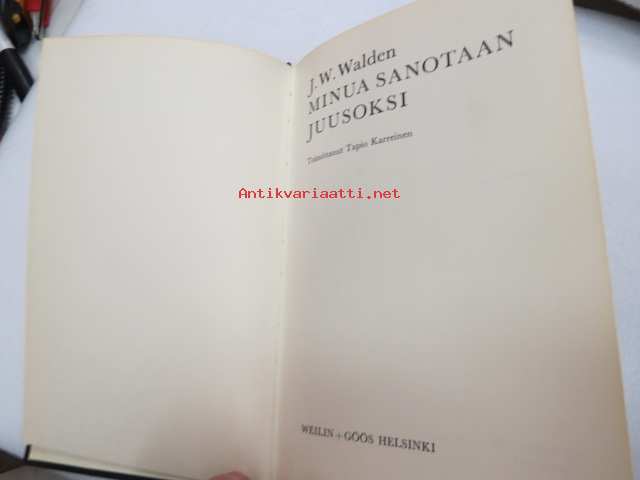 J. W. Walden
MINUA SANOTAAN
JUUSOKSI
Toimittanut Tapio Karreinen
Antikvariaatti.net
WEILIN+GÖÖS HELSINKI